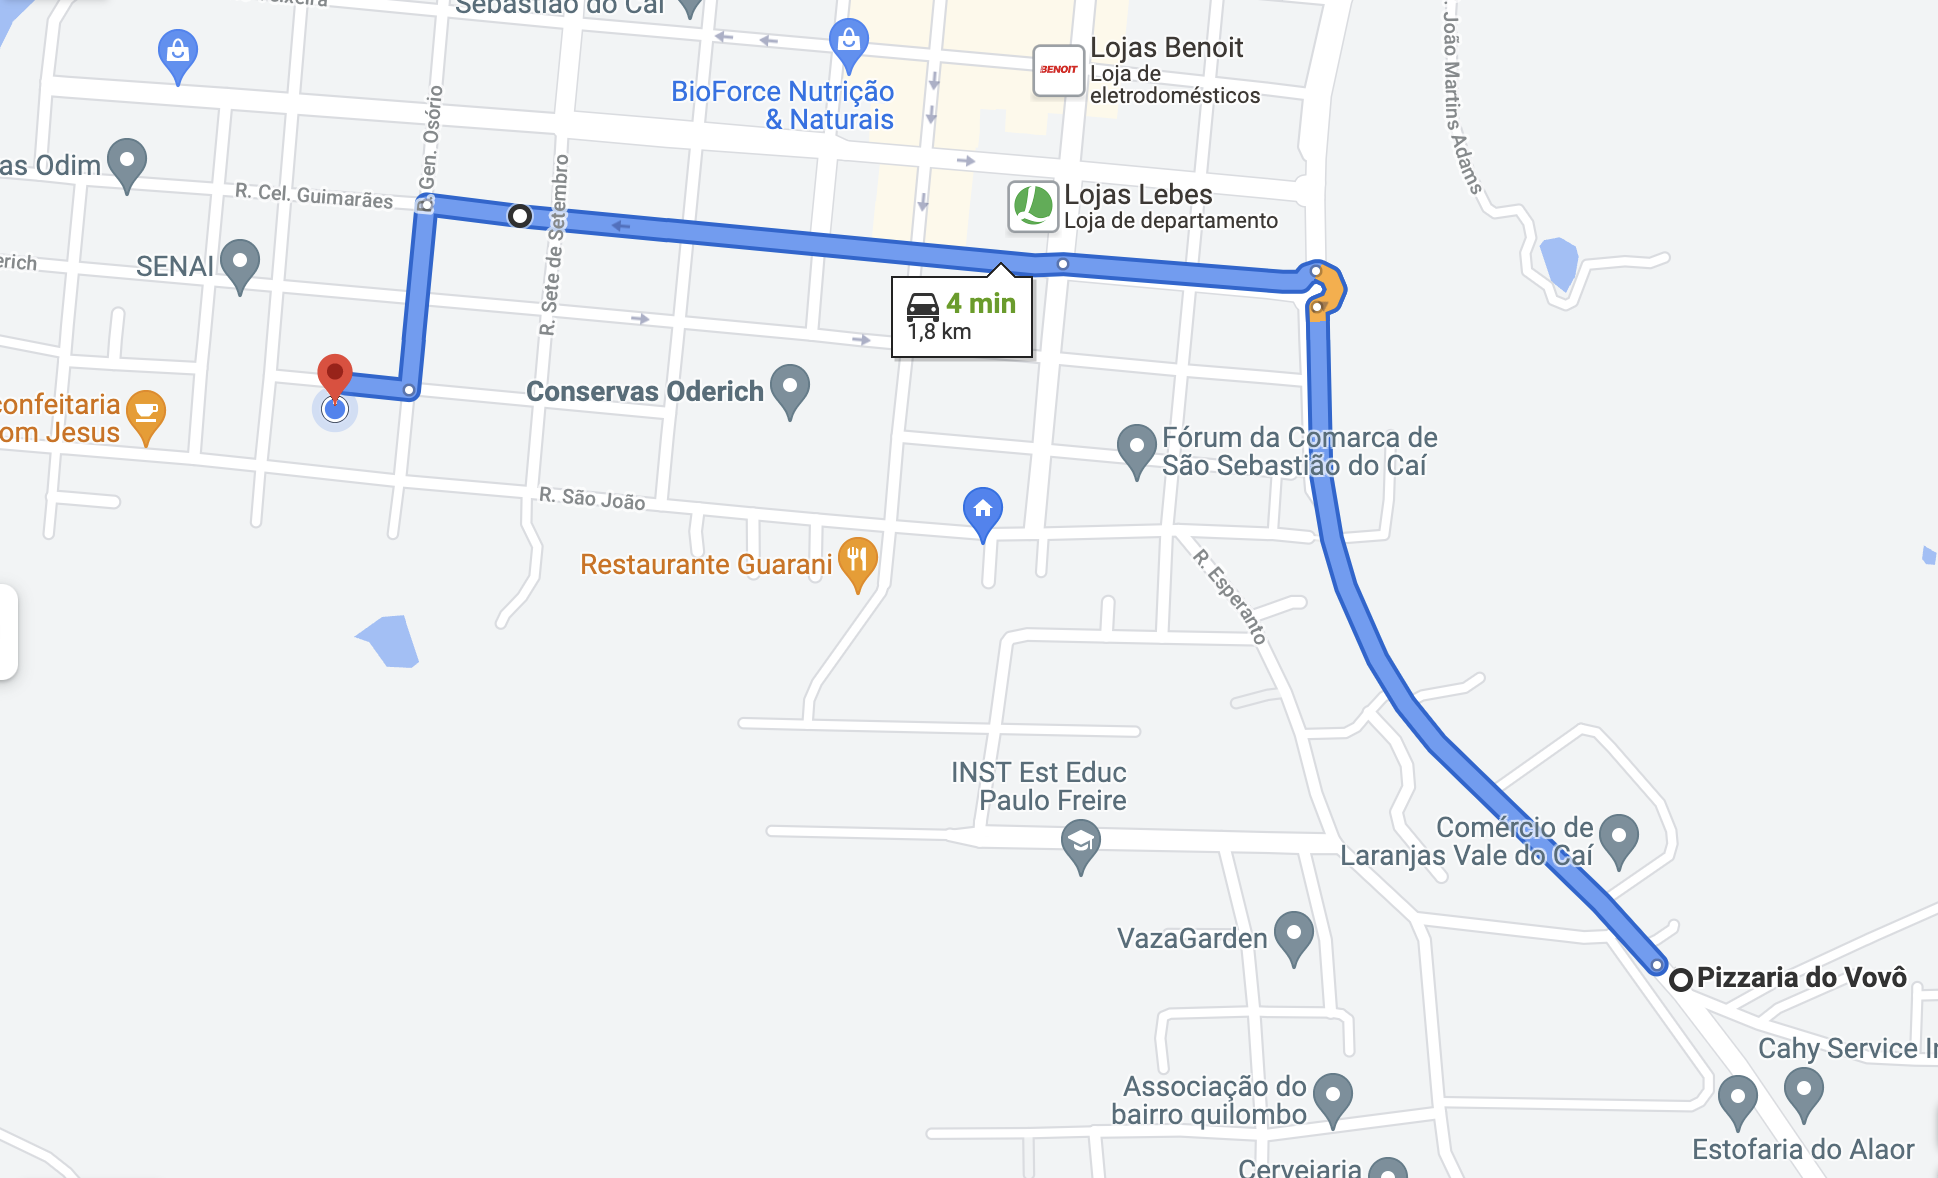 Sebastião do Caí
BENOIT
Lojas Benoit
Loja de
eletrodomésticos
BioForce Nutrição
& Naturais
R. Gen. Osório
João Martins Adams
as Odim
R. Cel. Guimarães
R. Sete de Setembro
Lojas Lebes
Loja de departamento
erich
SENAI
4 min
1,8 km
Conservas Oderich
confeitaria
om Jesus
Fórum da Comarca de
São Sebastião do Caí
R. São João
Restaurante Guarani
R. Esperanto
INST Est Educ
Paulo Freire
Comércio de
Laranjas Vale do Caí
VazaGarden
Pizzaria do Vovô
Cahy Service In
Associação do
bairro quilombo
Estofaria do Alaor
Cervejaria